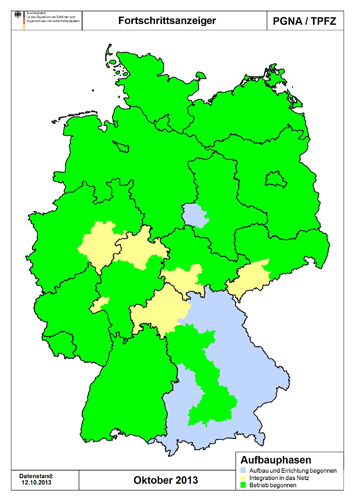 Fortschrittsanzeiger
PGNA / TPFZ
Aufbauphasen
Aufbau und Errichtung begonnen
Integration in das Netz
Betrieb begonnen
Datenstand:
12.10.2013
Oktober 2013